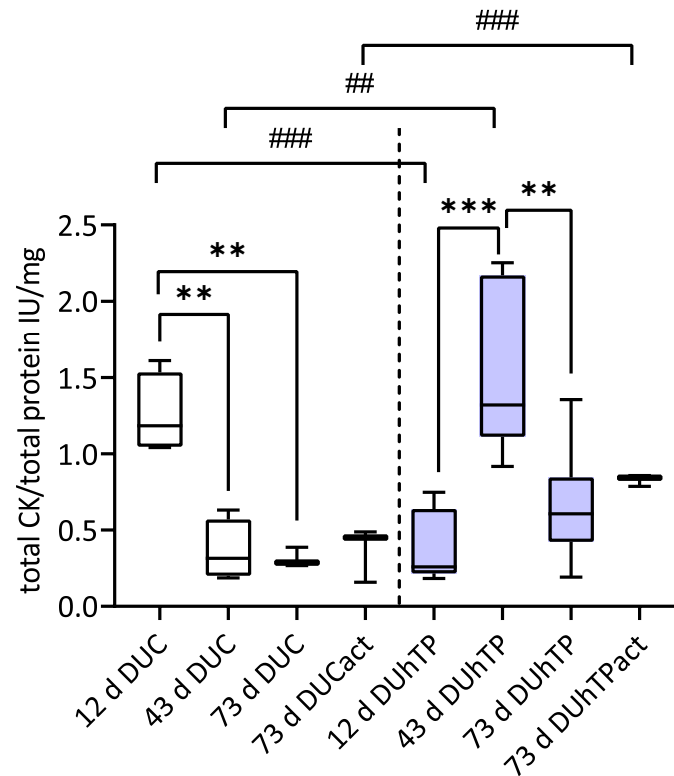 ###
##
###
***
**
**
**
total CK/total protein IU/mg
2.5
2.0
1.5
1.0
0.5
0.0
12 d DUC
43 d DUC
73 d DUC
73 d DUCact
12 d DUhTP
43 d DUhTP
73 d DUhTP
73 d DUhTPact